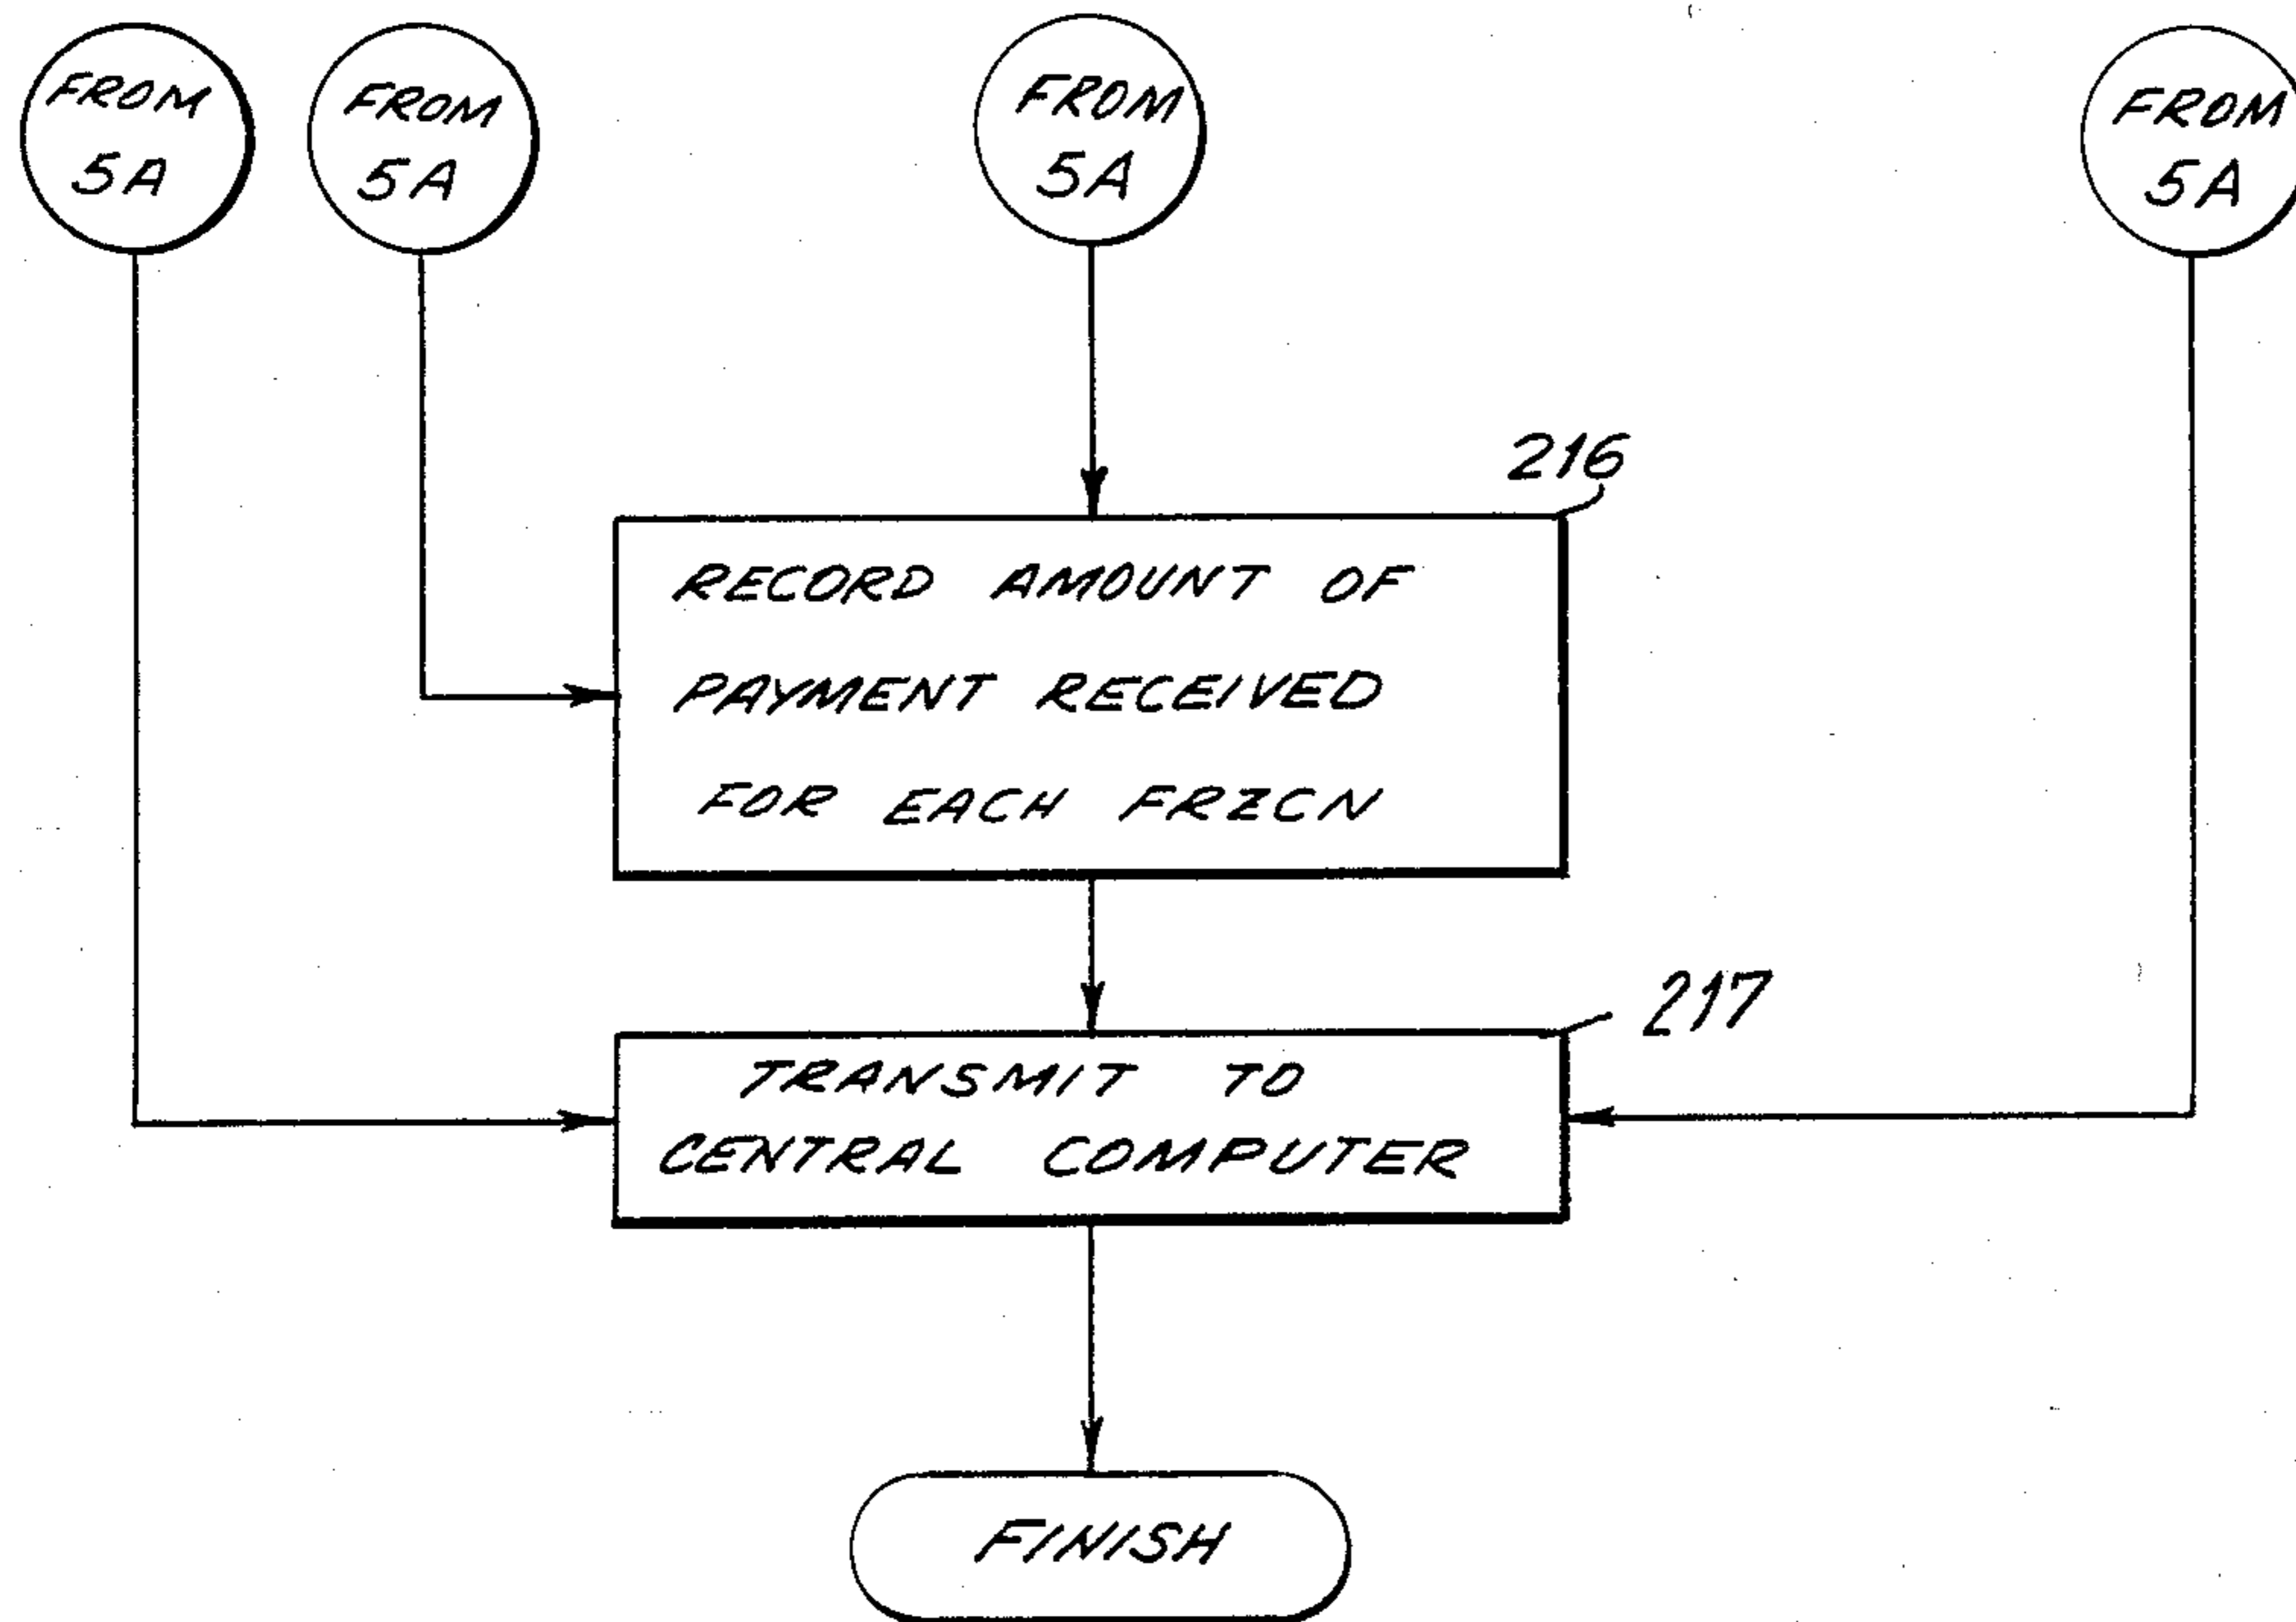 FROM
5A
FROM
5A
FROM
5A
FROM
5A
216
RECORD AMOUNT OF
PAYMENT RECEIVED
FOR EACH FRZCN
217
TRANSMIT TO
CENTRAL COMPUTER
FINISH